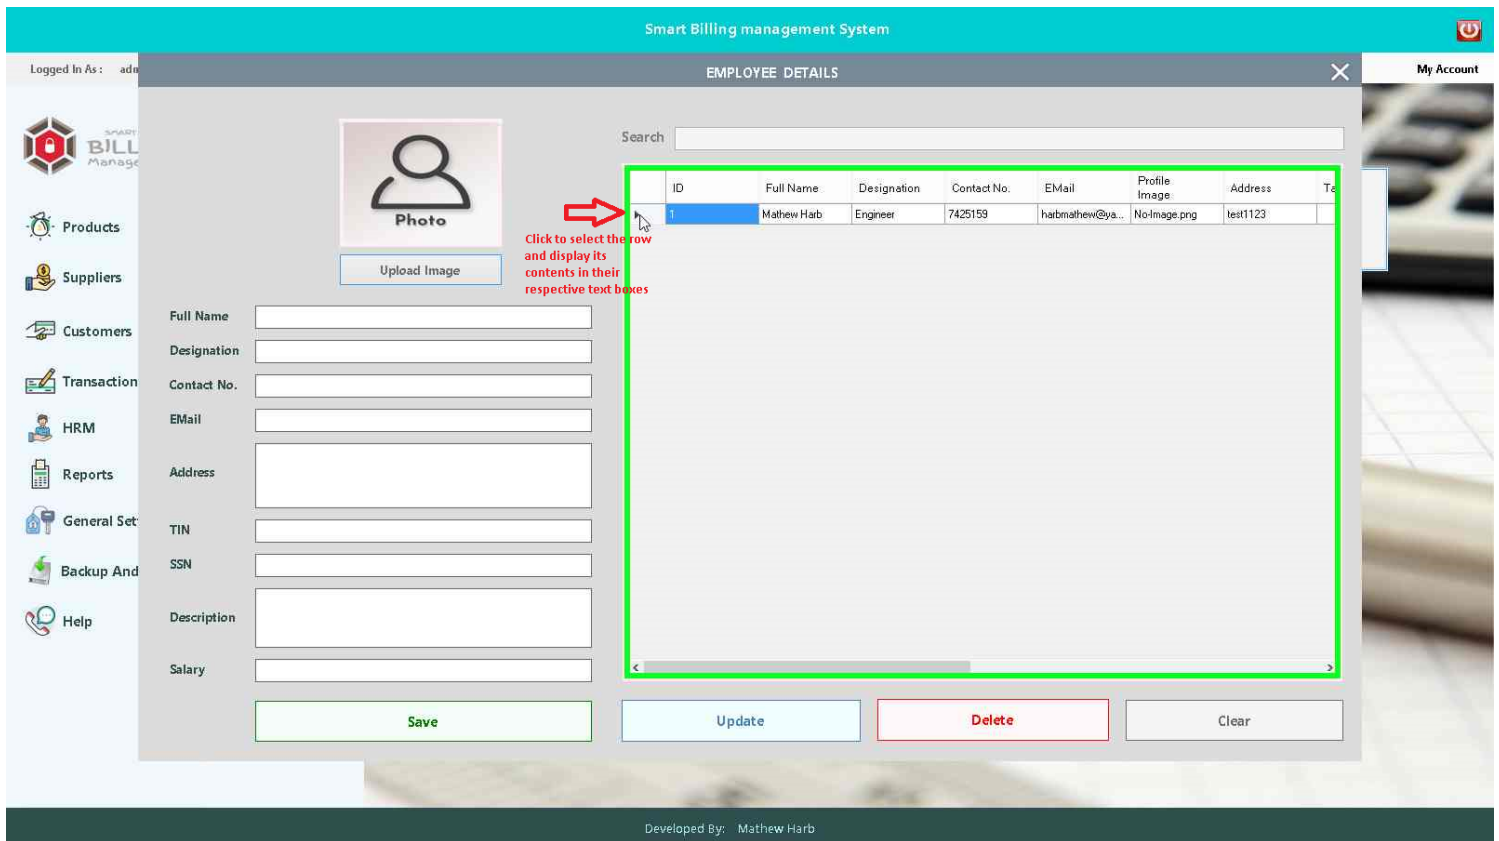 Smart Billing management System
Logged In As :
My Account
EMPLOYEE DETAILS
SMART
BILL
Manage
Products
Suppliers
Customers
Transaction
HRM
Reports
General Set
Backup And
Help
Photo
Upload Image
Search
ID Full Name Designation Contact No. EMail Profile Image Address Ta
1 Mathew Harb Engineer 7425159 harbmathew@ya... No-Image.png test1123
Click to select the row
and display its
contents in their
respective text boxes
Full Name
Designation
Contact No.
EMail
Address
TIN
SSN
Description
Salary
Save
Update
Delete
Clear
Developed By: Mathew Harb